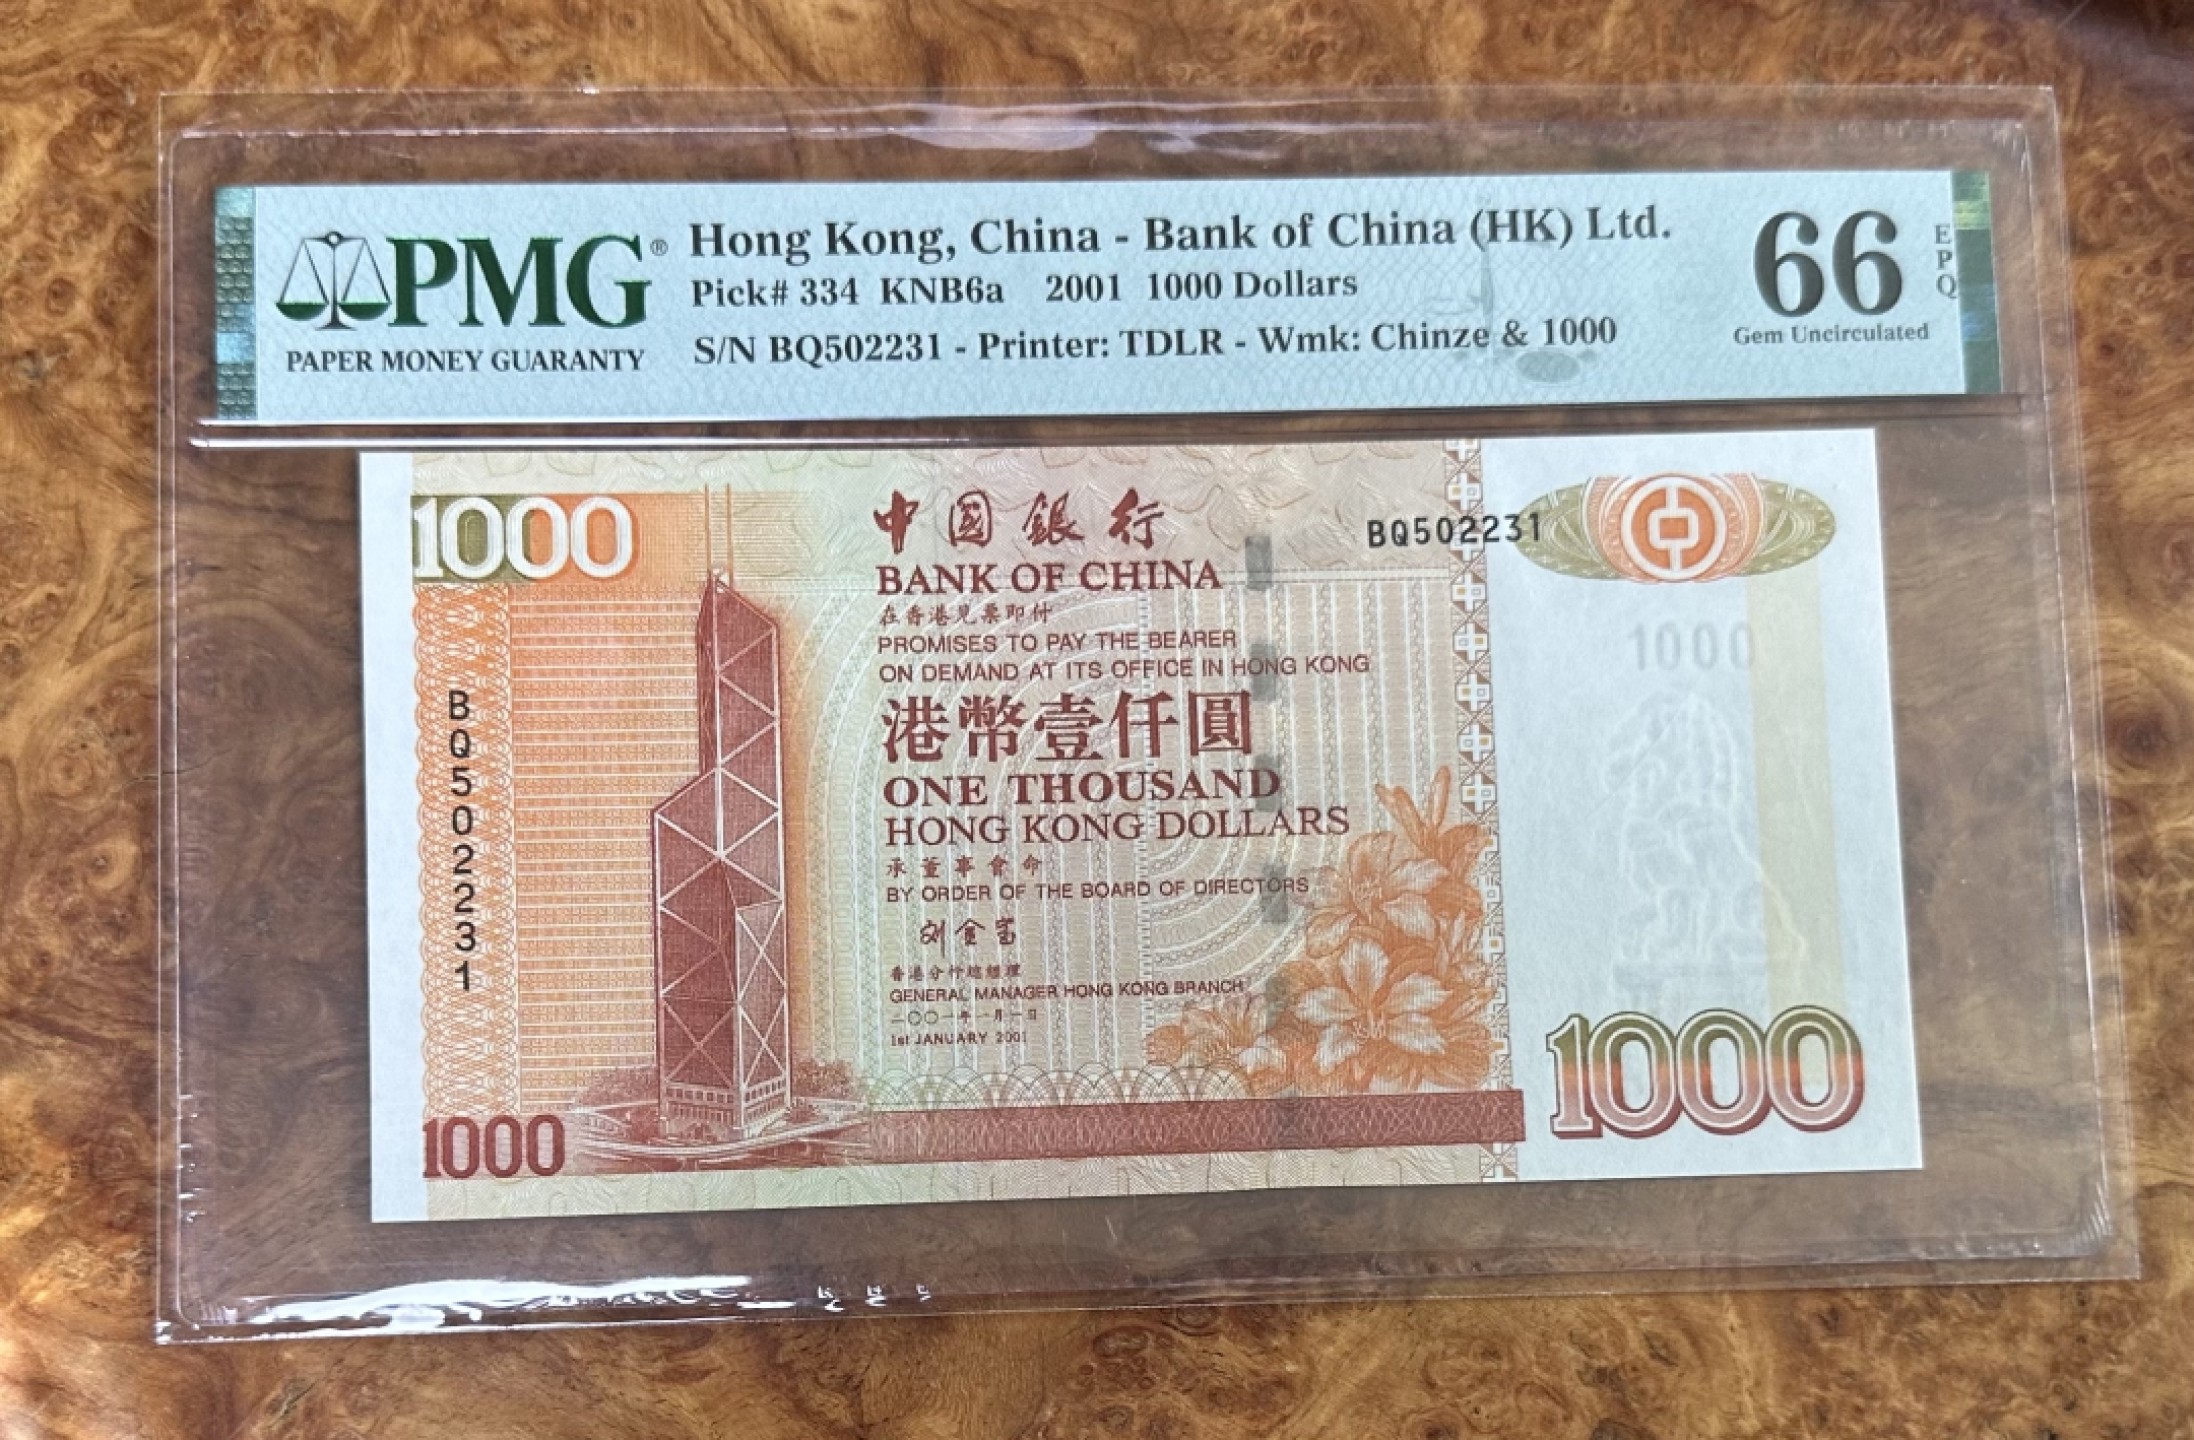 PMG®
PAPER MONEY GUARANTY
Hong Kong, China - Bank of China (HK) Ltd.
Pick# 334 KNB6a 2001 1000 Dollars
S/N BQ502231 - Printer: TDLR - Wmk: Chinze & 1000
66
EPQ
Gem Uncirculated
1000
中國銀行
BQ502231
BANK OF CHINA
在香港見票即付
PROMISES TO PAY THE BEARER
ON DEMAND AT ITS OFFICE IN HONG KONG
1000
港幣壹仟圓
BQ502231
ONE THOUSAND
HONG KONG DOLLARS
承董事會命
BY ORDER OF THE BOARD OF DIRECTORS
刘金宝
香港分行總經理
GENERAL MANAGER HONG KONG BRANCH
二〇〇一年一月一日
1st JANUARY 2001
1000
1000